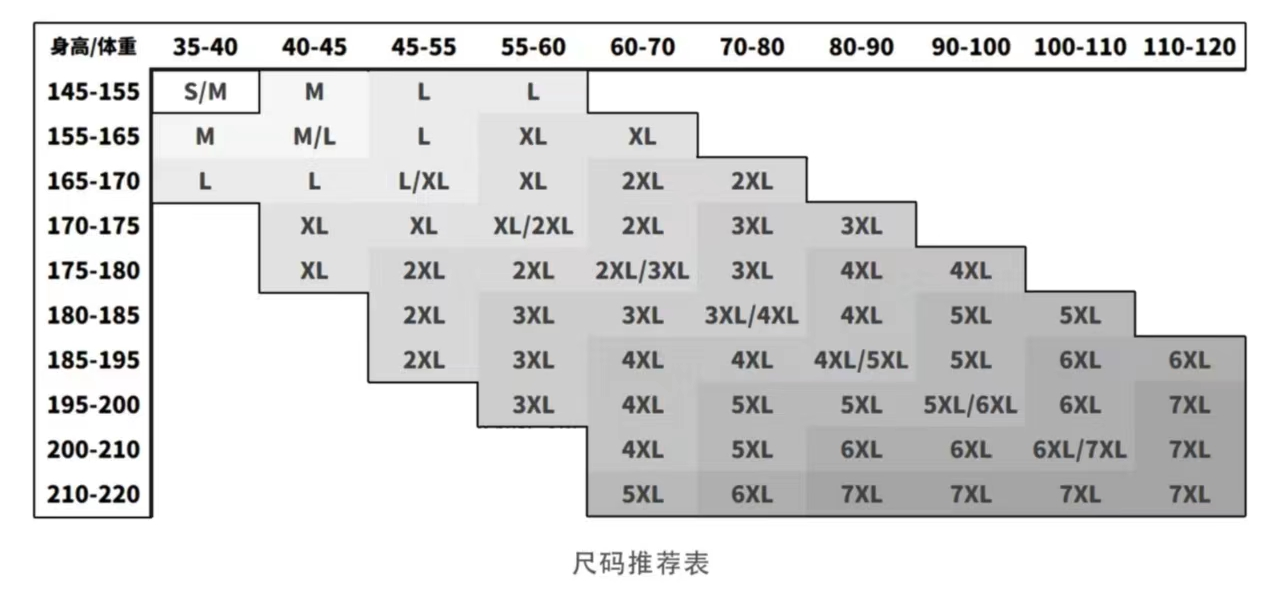 身高/体重 35-40 40-45 45-55 55-60 60-70 70-80 80-90 90-100 100-110 110-120
145-155 S/M M L L
155-165 M M/L L XL XL
165-170 L L L/XL XL 2XL 2XL
170-175 XL XL XL/2XL 2XL 3XL 3XL
175-180 XL 2XL 2XL 2XL/3XL 3XL 4XL 4XL
180-185 2XL 3XL 3XL 3XL/4XL 4XL 5XL 5XL
185-195 2XL 3XL 4XL 4XL 4XL/5XL 5XL 6XL 6XL
195-200 3XL 4XL 5XL 5XL 5XL/6XL 6XL 7XL
200-210 4XL 5XL 6XL 6XL 6XL/7XL 7XL
210-220 5XL 6XL 7XL 7XL 7XL 7XL
尺码推荐表